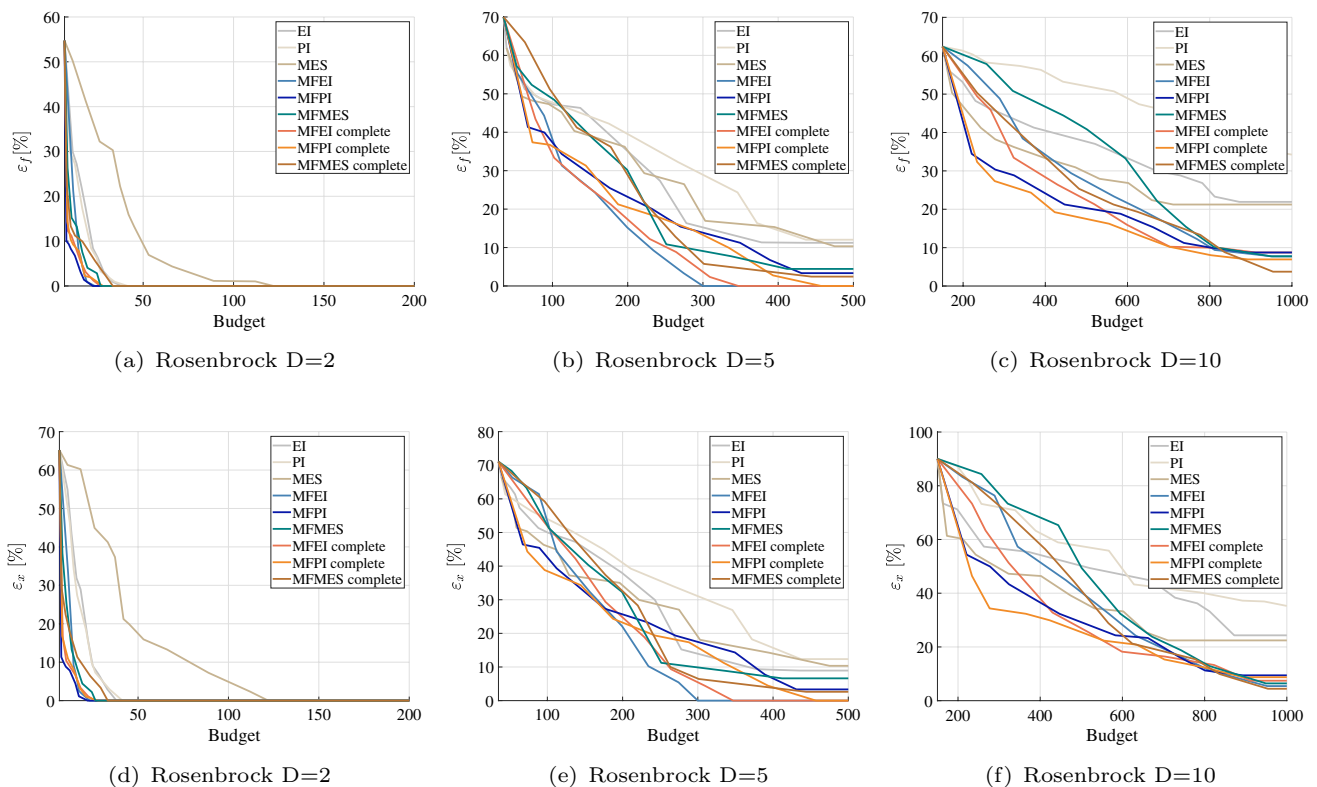 60
50
40
30
20
10
0
50
100
150
200
εf[%]
Budget
EI
PI
MES
MFEI
MFPI
MFMES
MFEI complete
MFPI complete
MFMES complete
(a) Rosenbrock D=2
70
60
50
40
30
20
10
0
100
200
300
400
500
εf[%]
Budget
EI
PI
MES
MFEI
MFPI
MFMES
MFEI complete
MFPI complete
MFMES complete
(b) Rosenbrock D=5
70
60
50
40
30
20
10
0
200
400
600
800
1000
εf[%]
Budget
EI
PI
MES
MFEI
MFPI
MFMES
MFEI complete
MFPI complete
MFMES complete
(c) Rosenbrock D=10
70
60
50
40
30
20
10
0
50
100
150
200
εx [%]
Budget
EI
PI
MES
MFEI
MFPI
MFMES
MFEI complete
MFPI complete
MFMES complete
(d) Rosenbrock D=2
80
70
60
50
40
30
20
10
0
100
200
300
400
500
εx [%]
Budget
EI
PI
MES
MFEI
MFPI
MFMES
MFEI complete
MFPI complete
MFMES complete
(e) Rosenbrock D=5
100
80
60
40
20
0
200
400
600
800
1000
εx [%]
Budget
EI
PI
MES
MFEI
MFPI
MFMES
MFEI complete
MFPI complete
MFMES complete
(f) Rosenbrock D=10